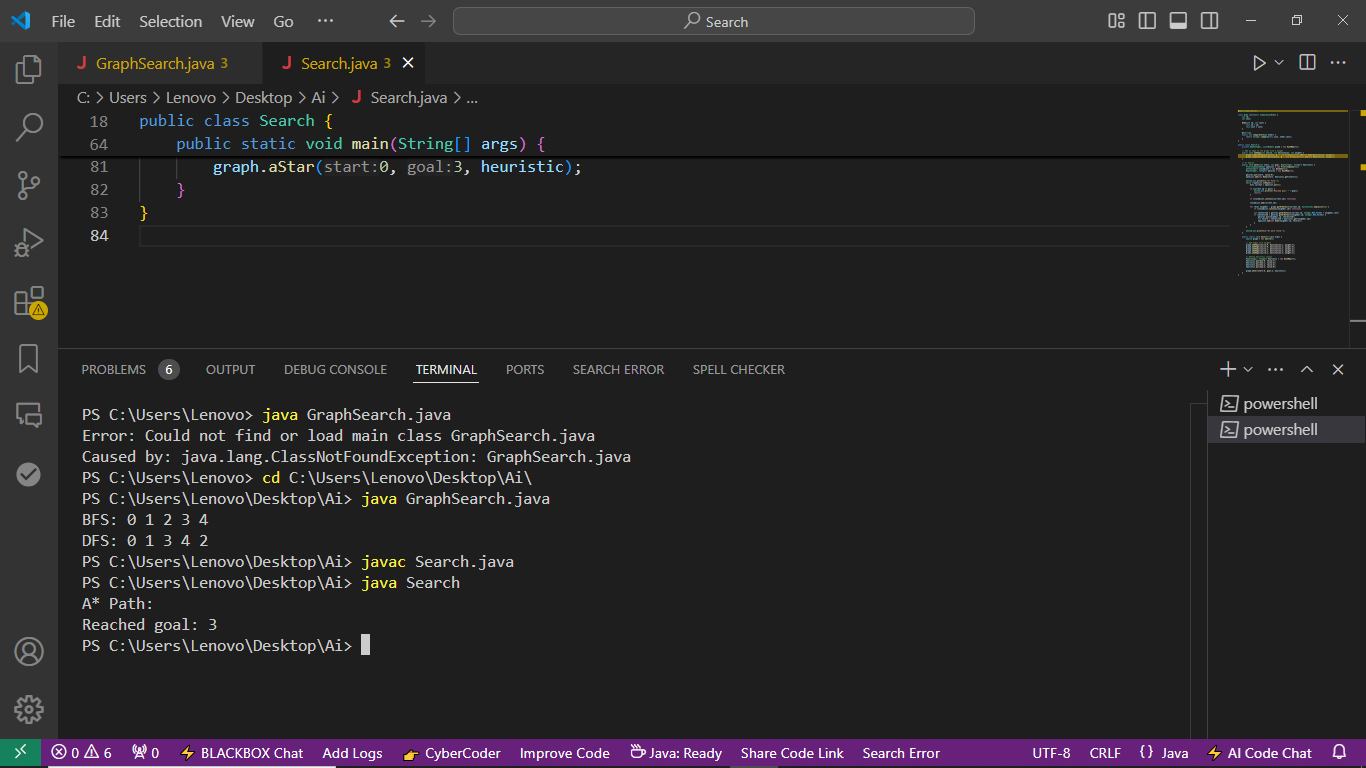 File Edit Selection View Go ··· Search
GraphSearch.java 3 Search.java 3
C: > Users > Lenovo > Desktop > Ai > Search.java > ...
18 public class Search {
64 public static void main(String[] args) {
81 graph.aStar(start:0, goal:3, heuristic);
82 }
83 }
84
PROBLEMS 6 OUTPUT DEBUG CONSOLE TERMINAL PORTS SEARCH ERROR SPELL CHECKER
PS C:\Users\Lenovo> java GraphSearch.java
Error: Could not find or load main class GraphSearch.java
Caused by: java.lang.ClassNotFoundException: GraphSearch.java
PS C:\Users\Lenovo> cd C:\Users\Lenovo\Desktop\Ai\
PS C:\Users\Lenovo\Desktop\Ai> java GraphSearch.java
BFS: 0 1 2 3 4
DFS: 0 1 3 4 2
PS C:\Users\Lenovo\Desktop\Ai> javac Search.java
PS C:\Users\Lenovo\Desktop\Ai> java Search
A* Path:
Reached goal: 3
PS C:\Users\Lenovo\Desktop\Ai>
powershell
powershell
0 6 0 BLACKBOX Chat Add Logs CyberCoder Improve Code Java: Ready Share Code Link Search Error UTF-8 CRLF {} Java AI Code Chat